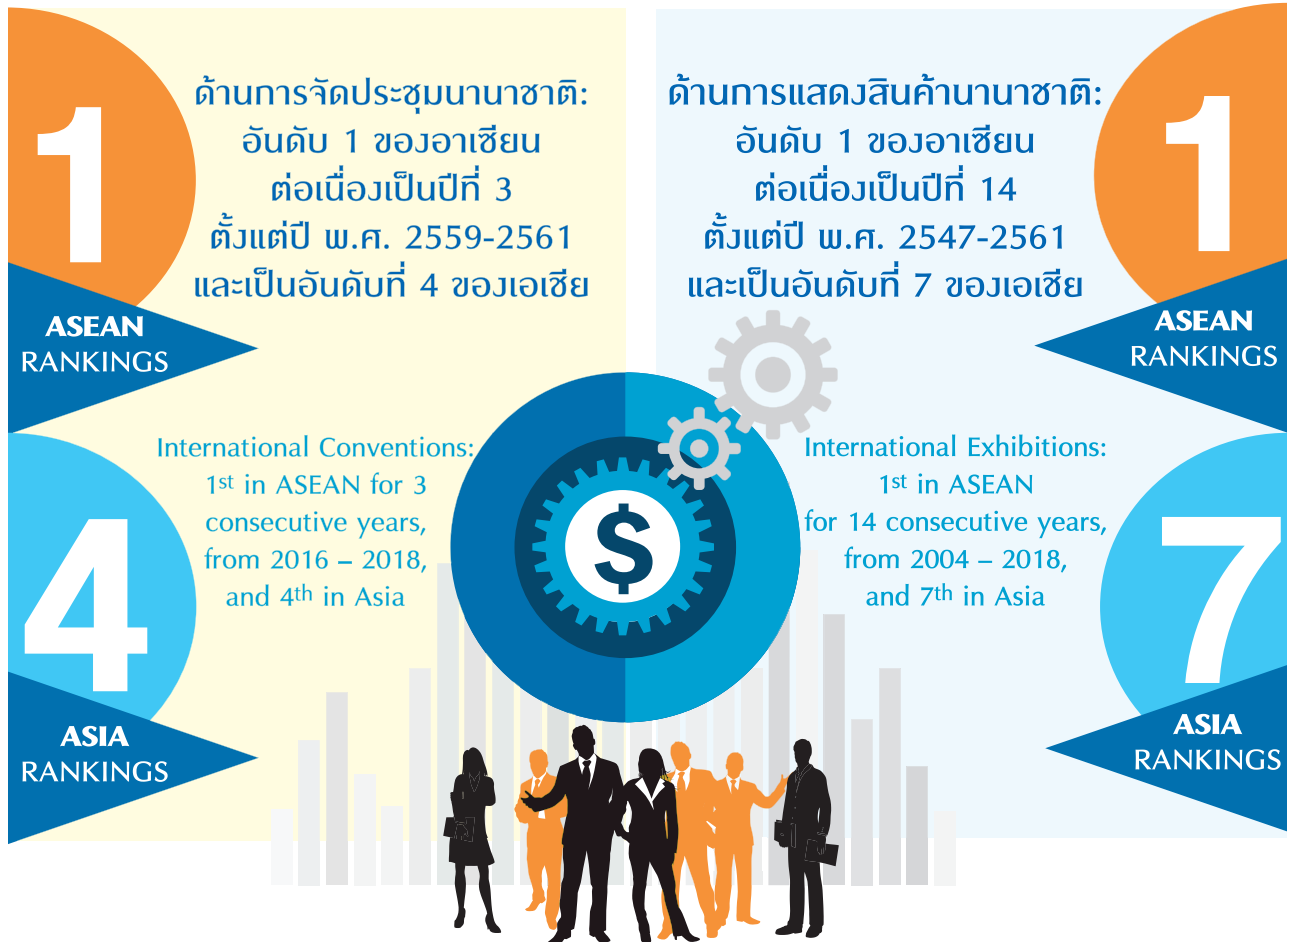 1
ด้านการจัดประชุมนานาชาติ:
อันดับ 1 ของอาเซียน
ต่อเนื่องเป็นปีที่ 3
ตั้งแต่ปี พ.ศ. 2559-2561
และเป็นอันดับที่ 4 ของเอเชีย
ASEAN
RANKINGS
International Conventions:
1st in ASEAN for 3
consecutive years,
from 2016 – 2018,
and 4th in Asia
4
ASIA
RANKINGS
$
ด้านการแสดงสินค้านานาชาติ:
อันดับ 1 ของอาเซียน
ต่อเนื่องเป็นปีที่ 14
ตั้งแต่ปี พ.ศ. 2547-2561
และเป็นอันดับที่ 7 ของเอเชีย
1
ASEAN
RANKINGS
International Exhibitions:
1st in ASEAN
for 14 consecutive years,
from 2004 – 2018,
and 7th in Asia
7
ASIA
RANKINGS